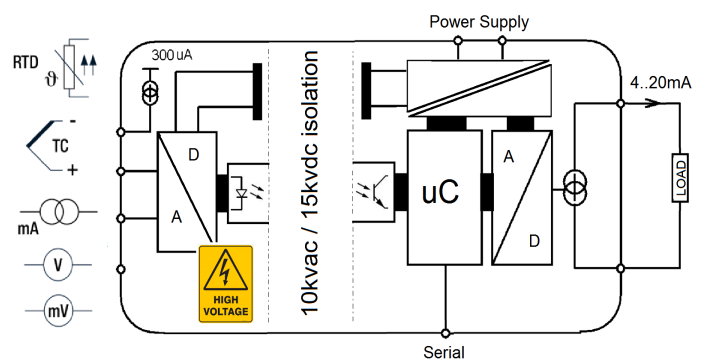 Power Supply
300 uA
RTD
ϑ
4..20mA
- 
TC
+
D
A
10kvac / 15kvdc isolation
uC
A
D
LOAD
mA
V
mV
HIGH
VOLTAGE
Serial